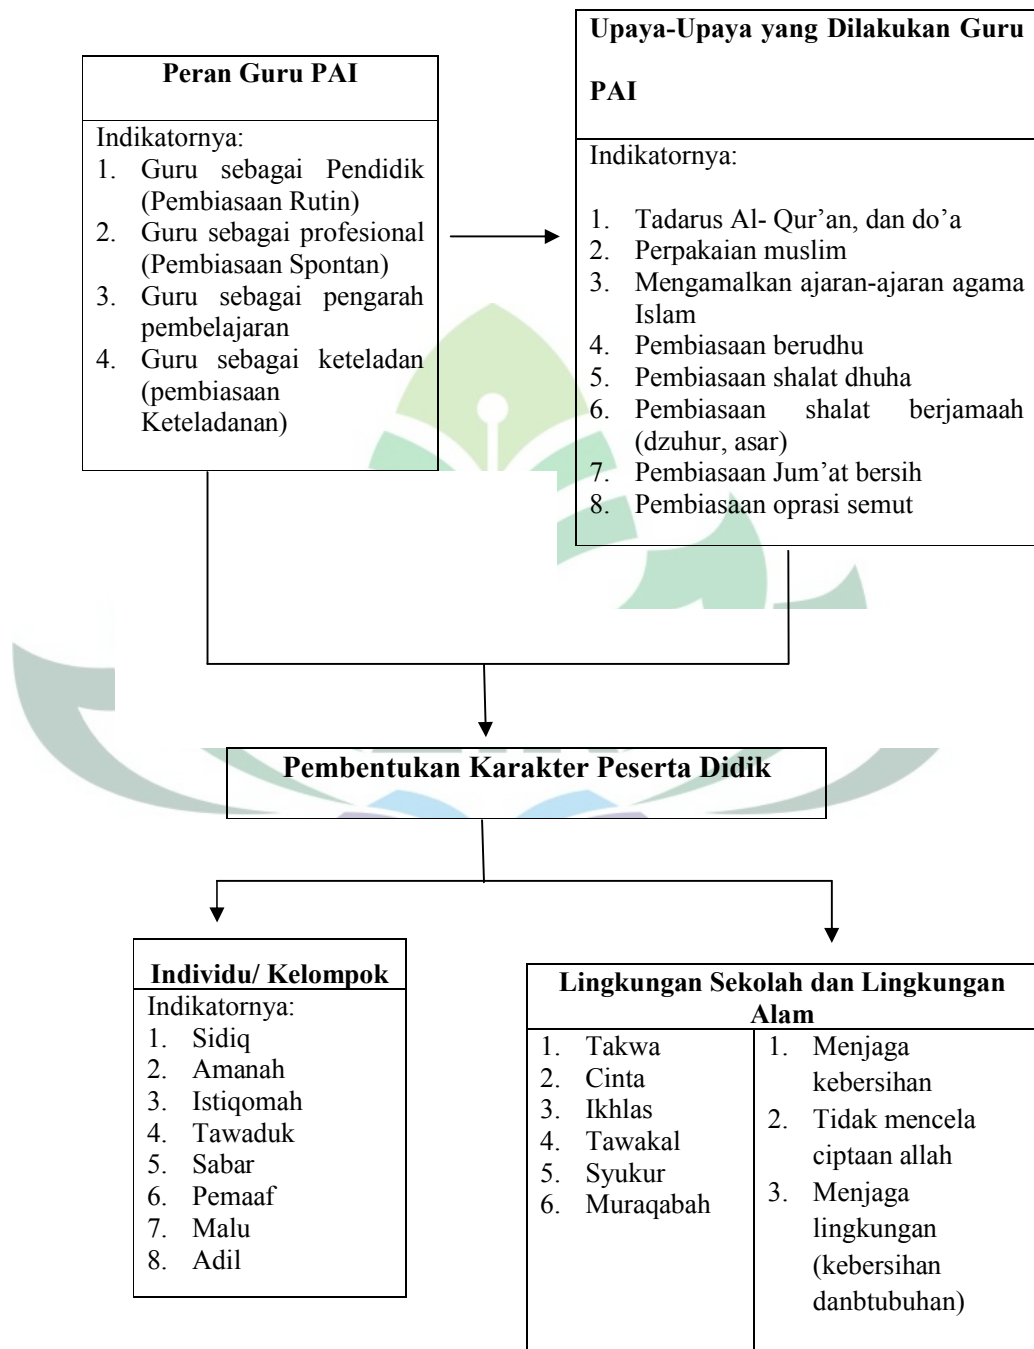 Peran Guru PAI
Indikatornya:
1. Guru sebagai Pendidik
(Pembiasaan Rutin)
2. Guru sebagai profesional
(Pembiasaan Spontan)
3. Guru sebagai pengarah
pembelajaran
4. Guru sebagai keteladan
(pembiasaan
Keteladanan)
Upaya-Upaya yang Dilakukan Guru
PAI
Indikatornya:
1. Tadarus Al- Qur’an, dan do’a
2. Perpakaian muslim
3. Mengamalkan ajaran-ajaran agama
Islam
4. Pembiasaan berudhu
5. Pembiasaan shalat dhuha
6. Pembiasaan shalat berjamaah
(dzuhur, asar)
7. Pembiasaan Jum’at bersih
8. Pembiasaan oprasi semut
Pembentukan Karakter Peserta Didik
Individu/ Kelompok
Indikatornya:
1. Sidiq
2. Amanah
3. Istiqomah
4. Tawaduk
5. Sabar
6. Pemaaf
7. Malu
8. Adil
Lingkungan Sekolah dan Lingkungan
Alam
1. Takwa
2. Cinta
3. Ikhlas
4. Tawakal
5. Syukur
6. Muraqabah
1. Menjaga
kebersihan
2. Tidak mencela
ciptaan allah
3. Menjaga
lingkungan
(kebersihan
danbtubuhan)